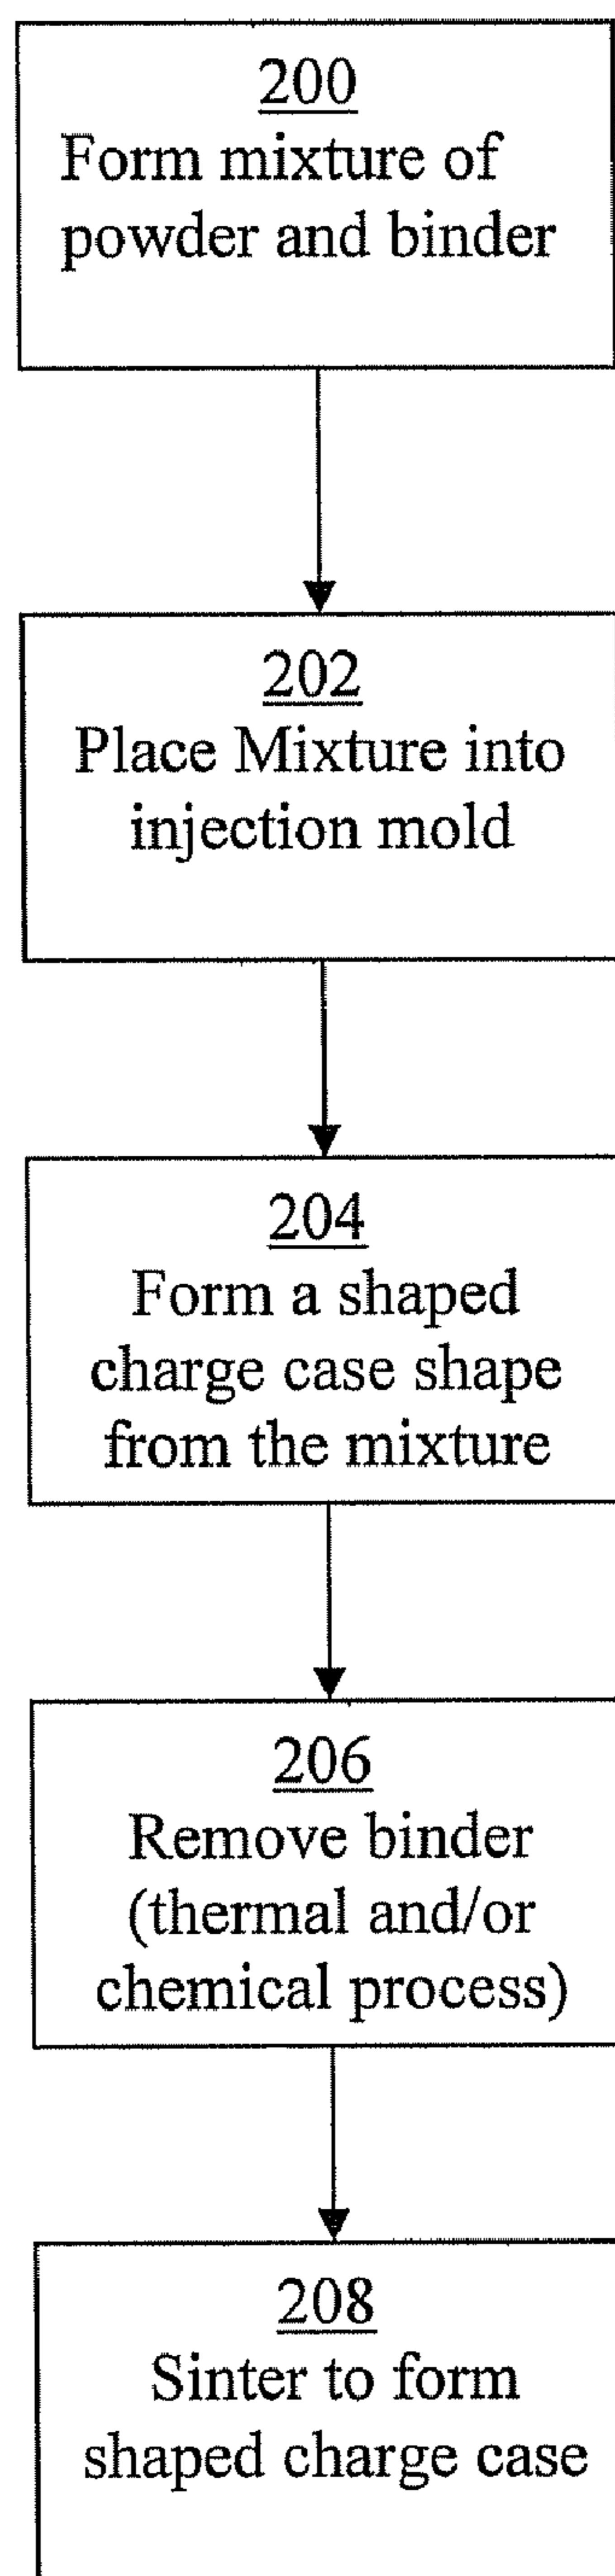 200
Form mixture of
powder and binder
202
Place Mixture into
injection mold
204
Form a shaped
charge case shape
from the mixture
206
Remove binder
(thermal and/or
chemical process)
208
Sinter to form
shaped charge case